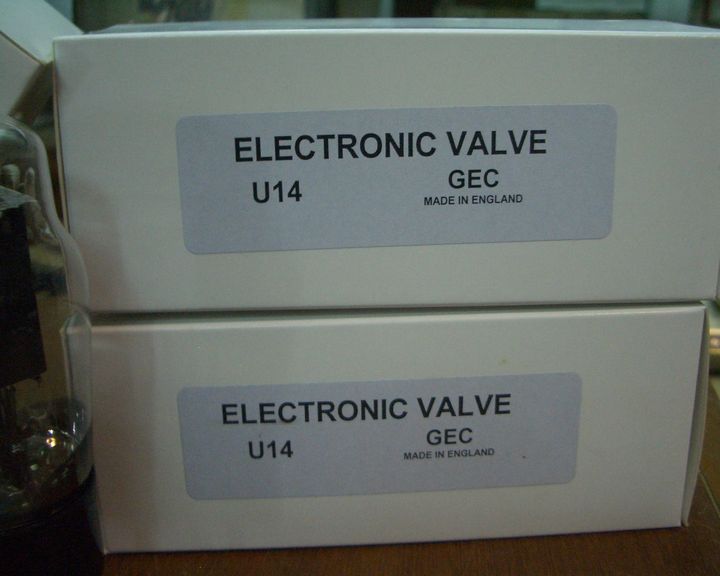 ELECTRONIC VALVE
U14 GEC
MADE IN ENGLAND
ELECTRONIC VALVE
U14 GEC
MADE IN ENGLAND